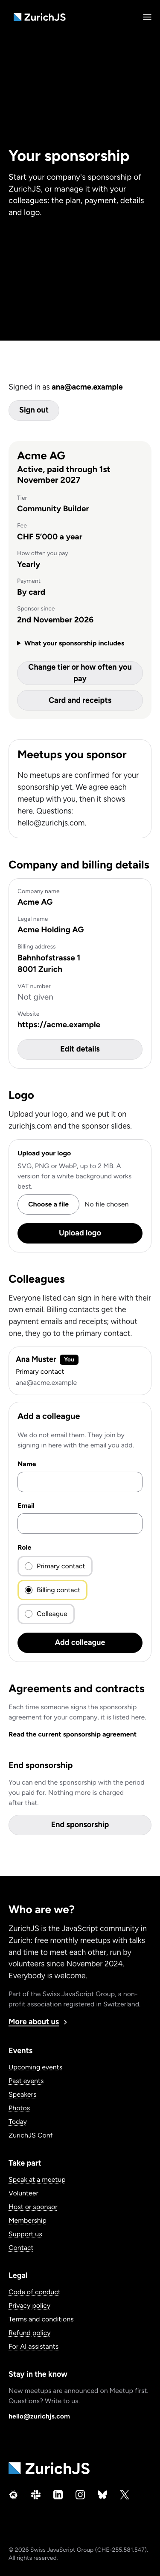 ZurichJS
Your sponsorship
Start your company's sponsorship of
ZurichJS, or manage it with your
colleagues: the plan, payment, details
and logo.
Signed in as ana@acme.example
Sign out
Acme AG
Active, paid through 1st
November 2027
Tier
Community Builder
Fee
CHF 5'000 a year
How often you pay
Yearly
Payment
By card
Sponsor since
2nd November 2026
What your sponsorship includes
Change tier or how often you
pay
Card and receipts
Meetups you sponsor
No meetups are confirmed for your
sponsorship yet. We agree each
meetup with you, then it shows
here. Questions:
hello@zurichjs.com.
Company and billing details
Company name
Acme AG
Legal name
Acme Holding AG
Billing address
Bahnhofstrasse 1
8001 Zurich
VAT number
Not given
Website
https://acme.example
Edit details
Logo
Upload your logo, and we put it on
zurichjs.com and the sponsor slides.
Upload your logo
SVG, PNG or WebP, up to 2 MB. A
version for a white background works
best.
Choose a file No file chosen
Upload logo
Colleagues
Everyone listed can sign in here with their
own email. Billing contacts get the
payment emails and receipts; without
one, they go to the primary contact.
Ana Muster You
Primary contact
ana@acme.example
Add a colleague
We do not email them. They join by
signing in here with the email you add.
Name
Email
Role
Primary contact
Billing contact
Colleague
Add colleague
Agreements and contracts
Each time someone signs the sponsorship
agreement for your company, it is listed here.
Read the current sponsorship agreement
End sponsorship
You can end the sponsorship with the period
you paid for. Nothing more is charged
after that.
End sponsorship
Who are we?
ZurichJS is the JavaScript community in
Zurich: free monthly meetups with talks
and time to meet each other, run by
volunteers since November 2024.
Everybody is welcome.
Part of the Swiss JavaScript Group, a non-
profit association registered in Switzerland.
More about us
Events
Upcoming events
Past events
Speakers
Photos
Today
ZurichJS Conf
Take part
Speak at a meetup
Volunteer
Host or sponsor
Membership
Support us
Contact
Legal
Code of conduct
Privacy policy
Terms and conditions
Refund policy
For AI assistants
Stay in the know
New meetups are announced on Meetup first.
Questions? Write to us.
hello@zurichjs.com
ZurichJS
© 2026 Swiss JavaScript Group (CHE-255.581.547).
All rights reserved.